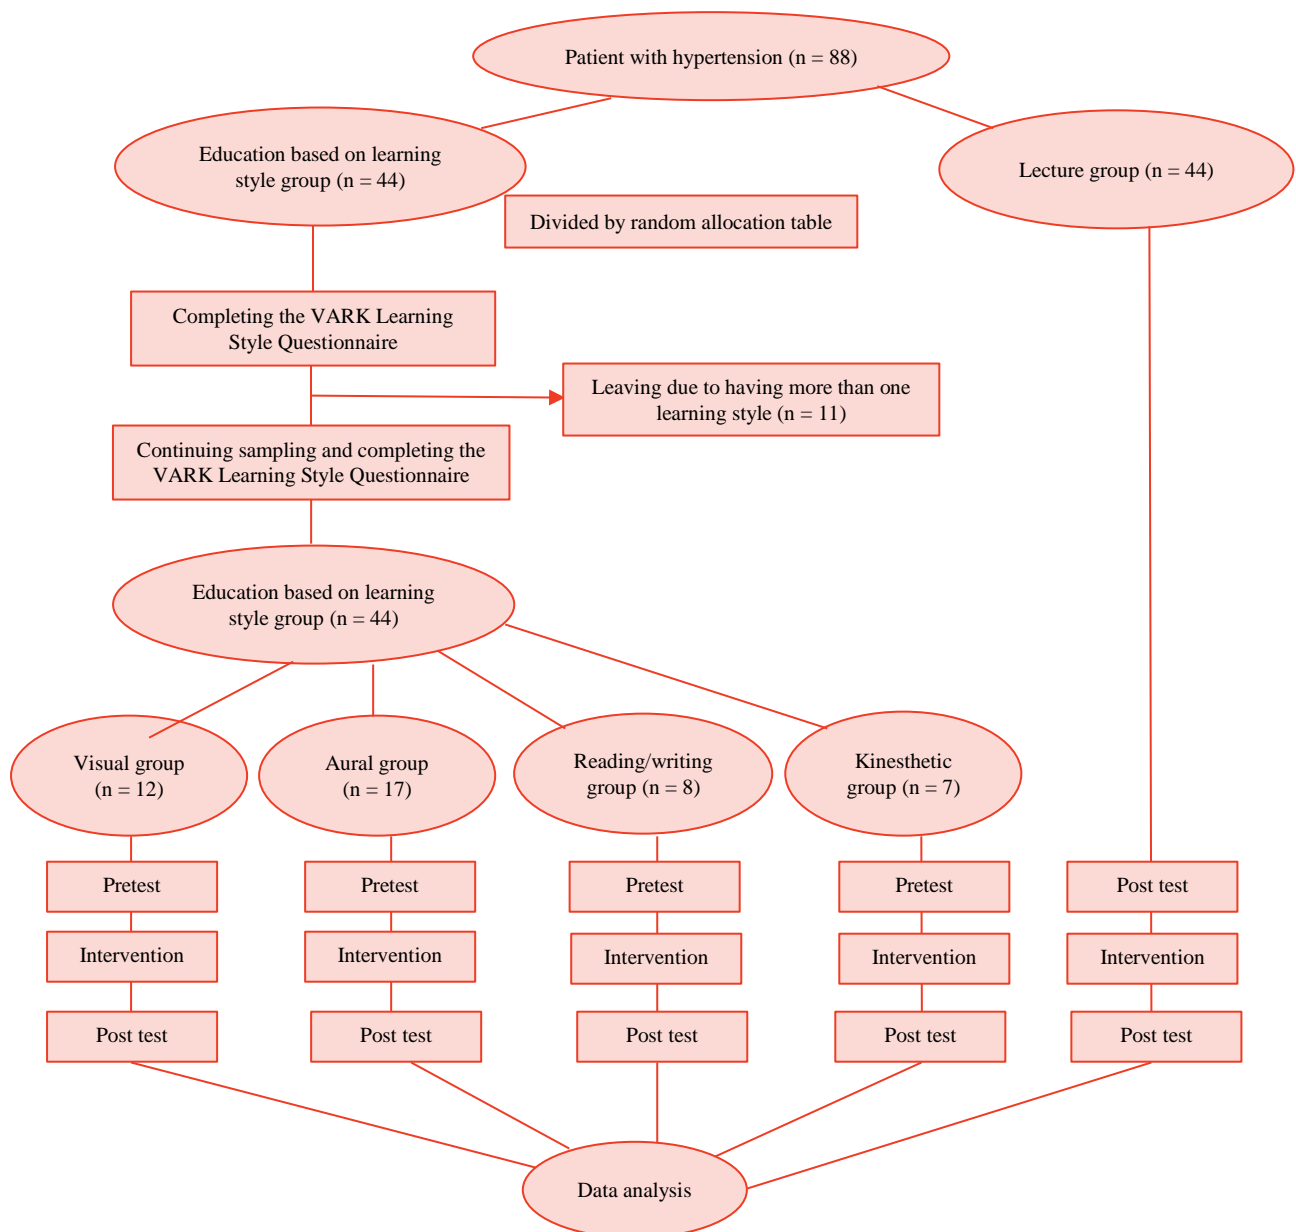 Patient with hypertension (n = 88)
Education based on learning
style group (n = 44)
Lecture group (n = 44)
Divided by random allocation table
Completing the VARK Learning
Style Questionnaire
Leaving due to having more than one
learning style (n = 11)
Continuing sampling and completing the
VARK Learning Style Questionnaire
Education based on learning
style group (n = 44)
Visual group
(n = 12)
Aural group
(n = 17)
Reading/writing
group (n = 8)
Kinesthetic
group (n = 7)
Pretest
Pretest
Pretest
Pretest
Post test
Intervention
Intervention
Intervention
Intervention
Intervention
Post test
Post test
Post test
Post test
Post test
Data analysis